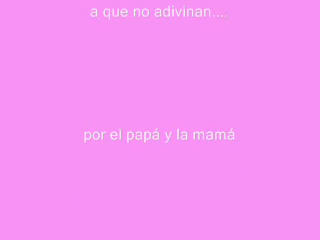 a que no adivinan....
por el papá y la mamá